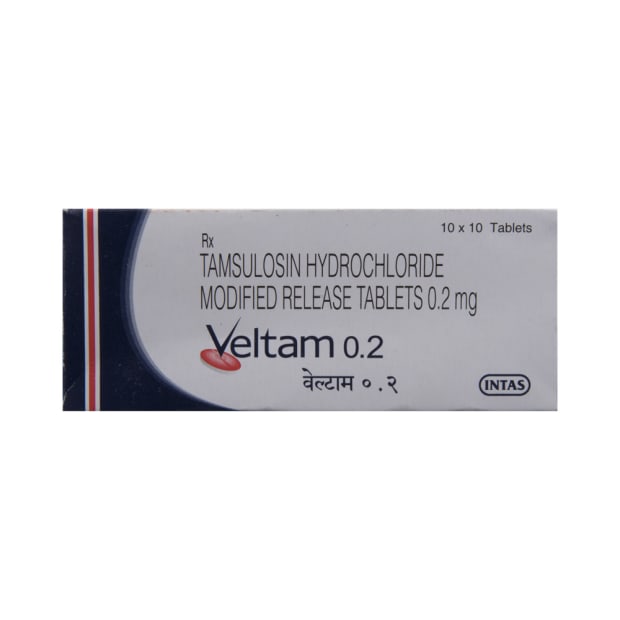 10 x 10 Tablets
Rx
TAMSULOSIN HYDROCHLORIDE
MODIFIED RELEASE TABLETS 0.2 mg
Veltam 0.2
वेल्टाम ०.२
INTAS